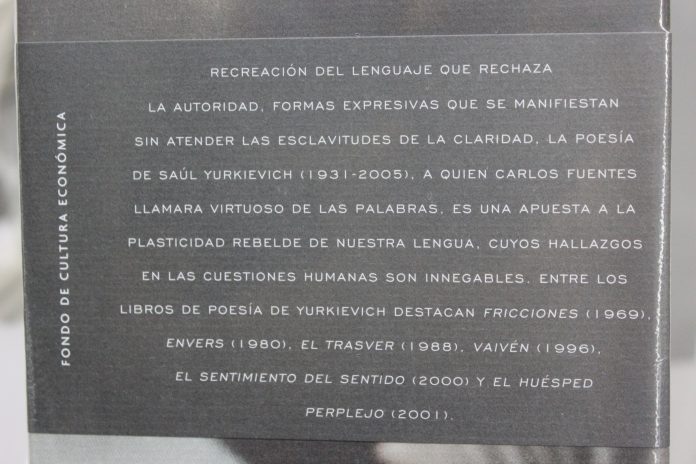 FONDO DE CULTURA ECONÓMICA
RECREACIÓN DEL LENGUAJE QUE RECHAZA
LA AUTORIDAD, FORMAS EXPRESIVAS QUE SE MANIFIESTAN
SIN ATENDER LAS ESCLAVITUDES DE LA CLARIDAD, LA POESÍA
DE SAÚL YURKIEVICH (1931-2005), A QUIEN CARLOS FUENTES
LLAMARA VIRTUOSO DE LAS PALABRAS, ES UNA APUESTA A LA
PLASTICIDAD REBELDE DE NUESTRA LENGUA, CUYOS HALLAZGOS
EN LAS CUESTIONES HUMANAS SON INNEGABLES. ENTRE LOS
LIBROS DE POESÍA DE YURKIEVICH DESTACAN FRICCIONES (1969),
ENVERS (1980), EL TRASVER (1988), VAIVÉN (1996),
EL SENTIMIENTO DEL SENTIDO (2000) Y EL HUÉSPED
PERPLEJO (2001).